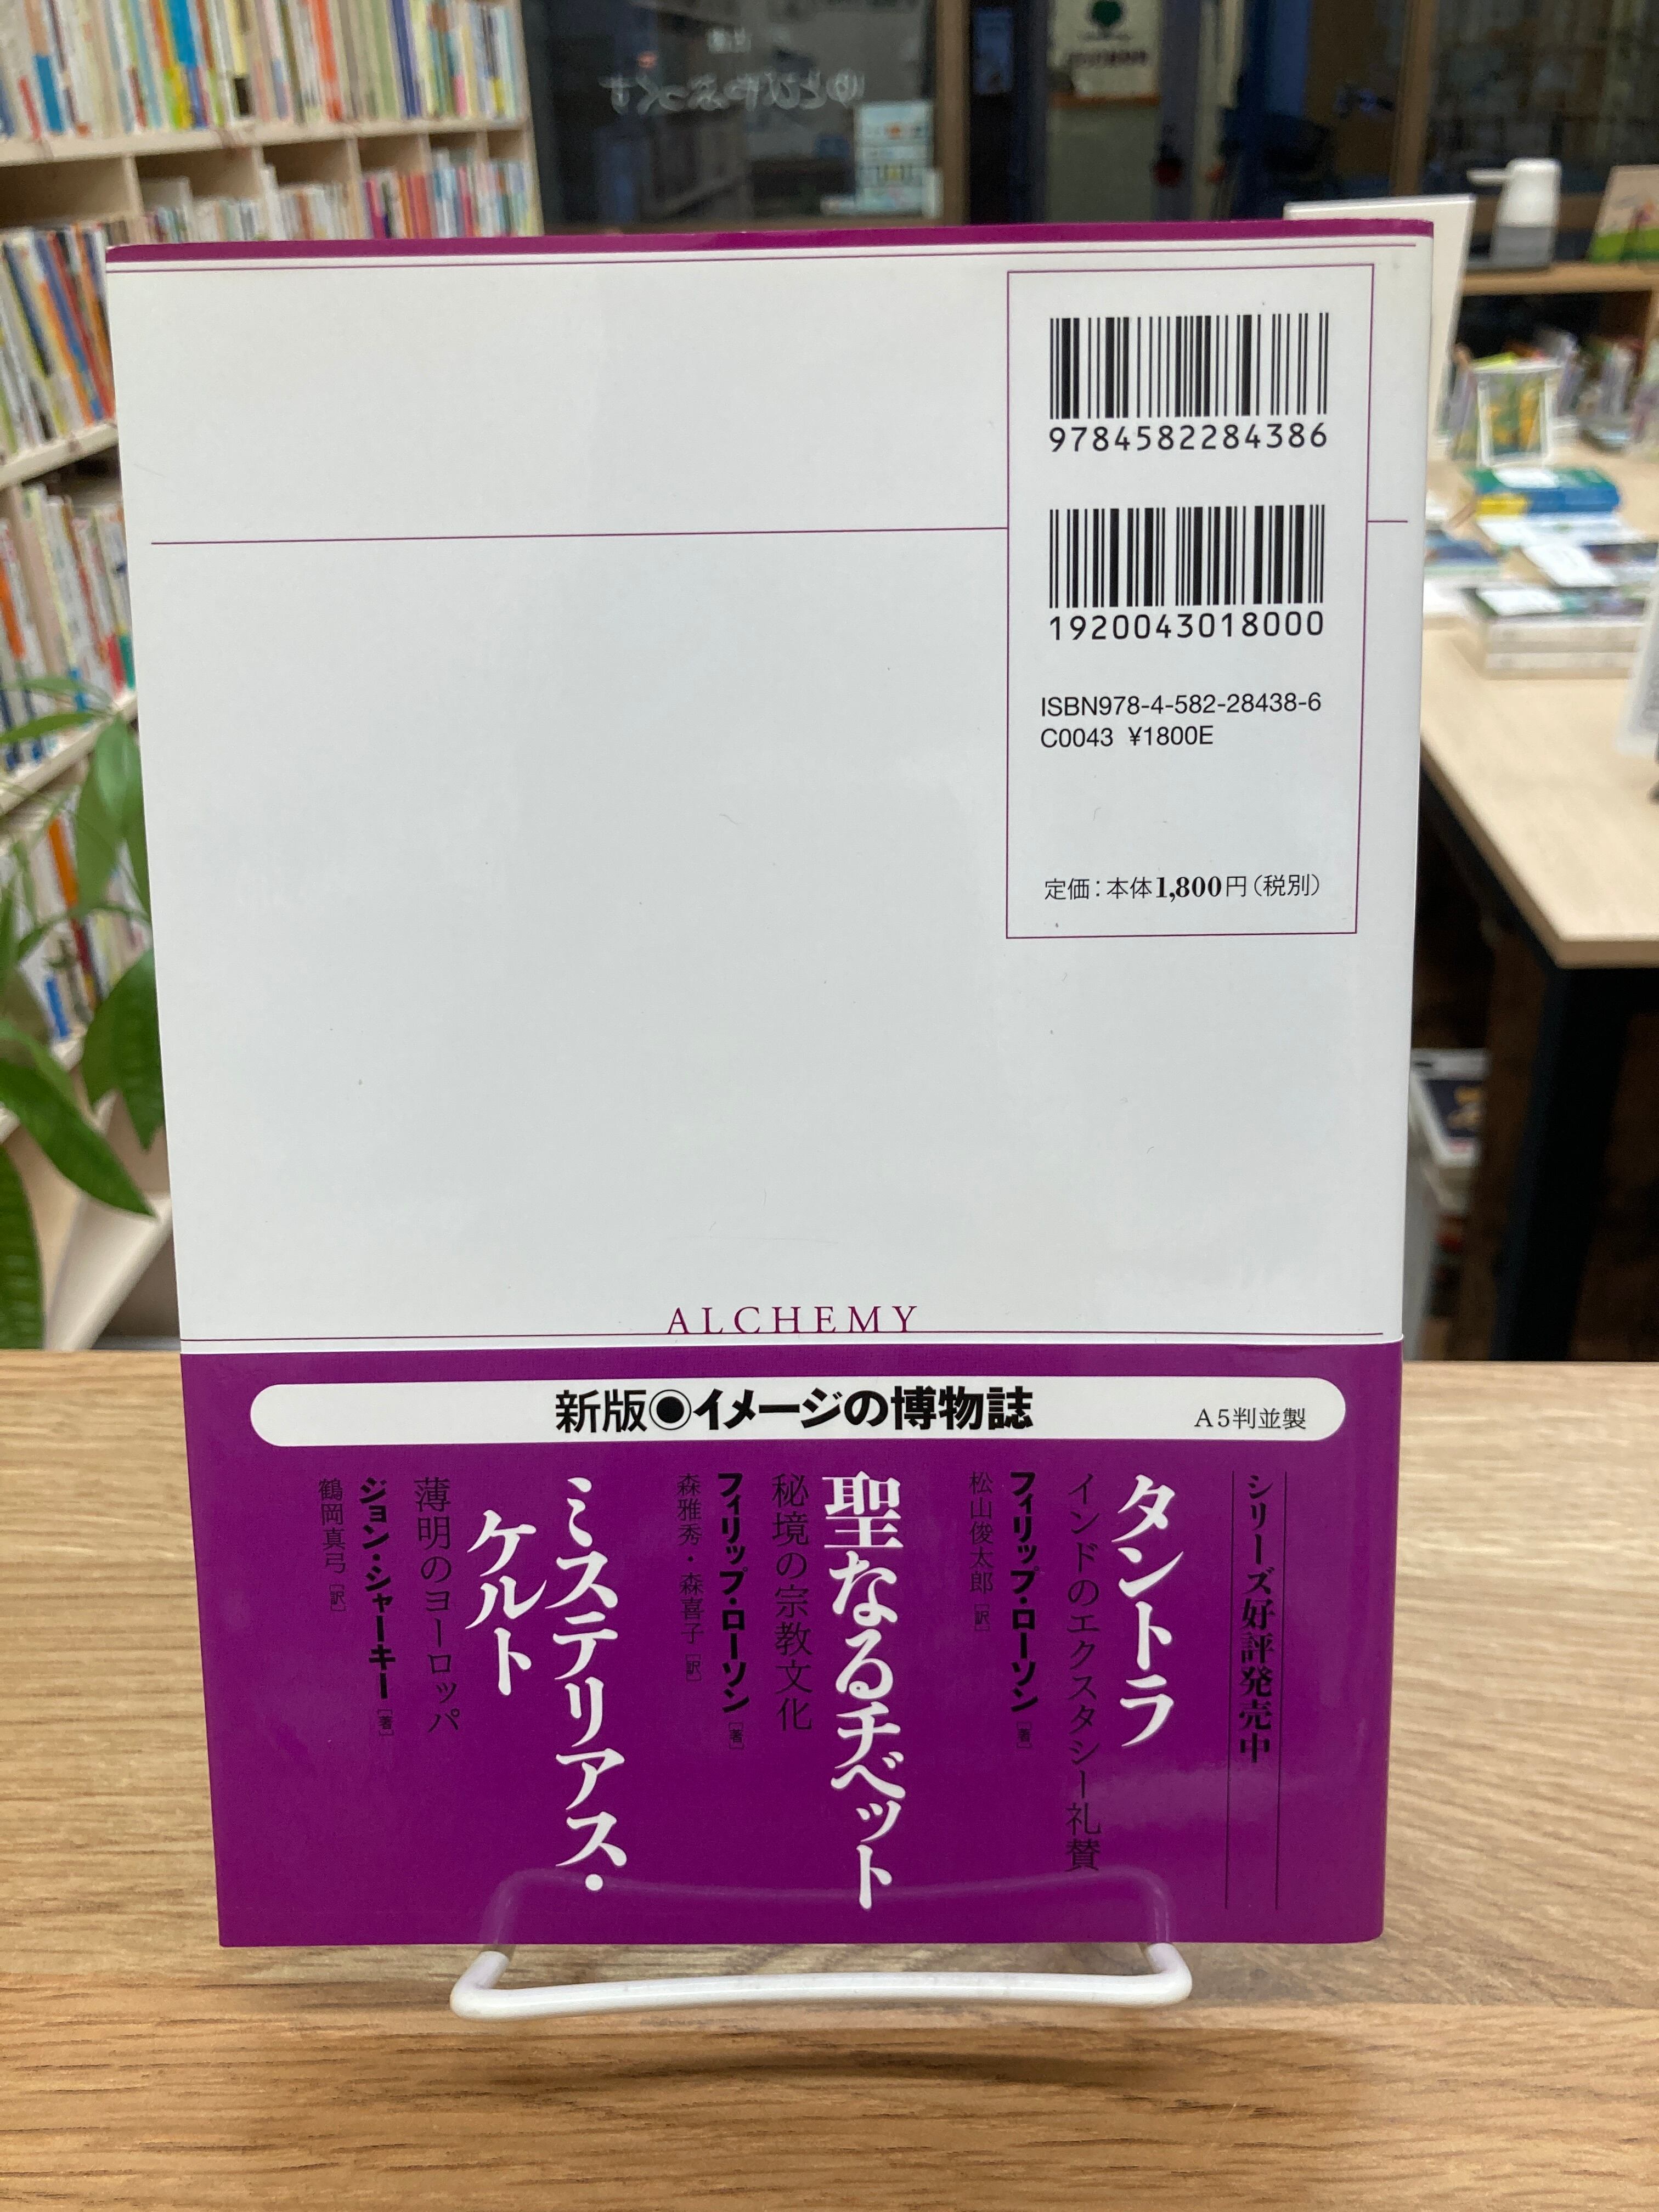 9784582284386
1920043018000
ISBN978-4-582-28438-6
C0043 ¥1800E
定価：本体1,800円（税別）
ALCHEMY
新版◉イメージの博物誌
A5判並製
シリーズ好評発売中
タントラ
インドのエクスタシー礼賛
フィリップ・ローソン［著］
松山俊太郎［訳］
聖なるチベット
秘境の宗教文化
フィリップ・ローソン［著］
森雅秀・森喜子［訳］
ミステリアス・
ケルト
薄明のヨーロッパ
ジョン・シャーキー［著］
鶴岡真弓［訳］